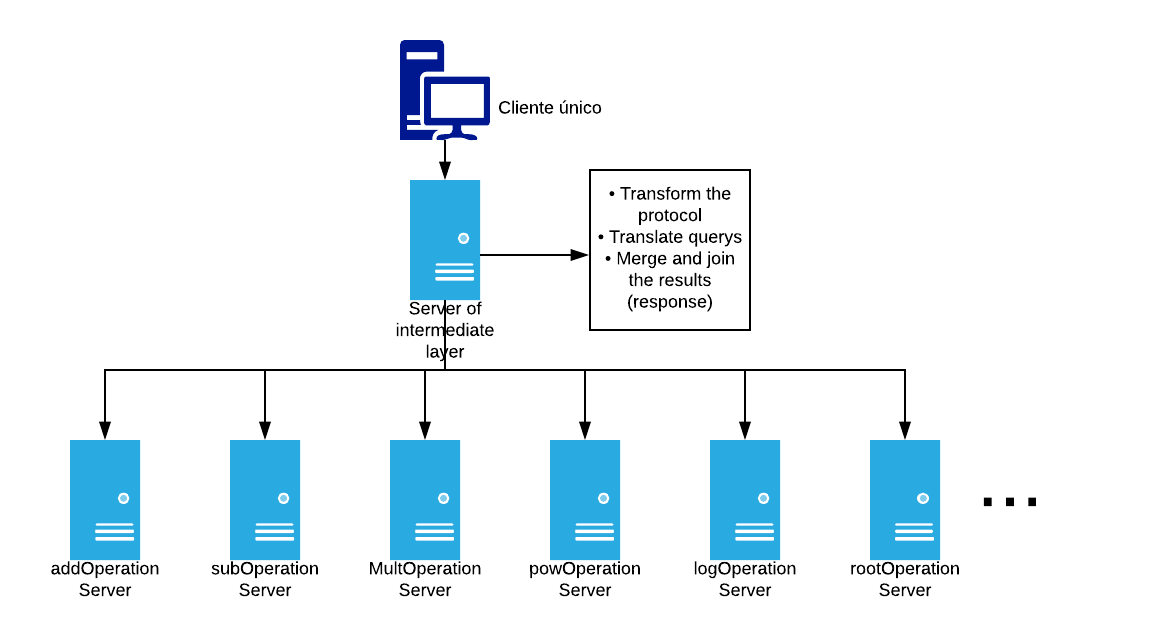 Cliente único
• Transform the
protocol
• Translate querys
• Merge and join
the results
(response)
Server of
intermediate
layer
addOperation
Server
subOperation
Server
MultOperation
Server
powOperation
Server
logOperation
Server
rootOperation
Server
...